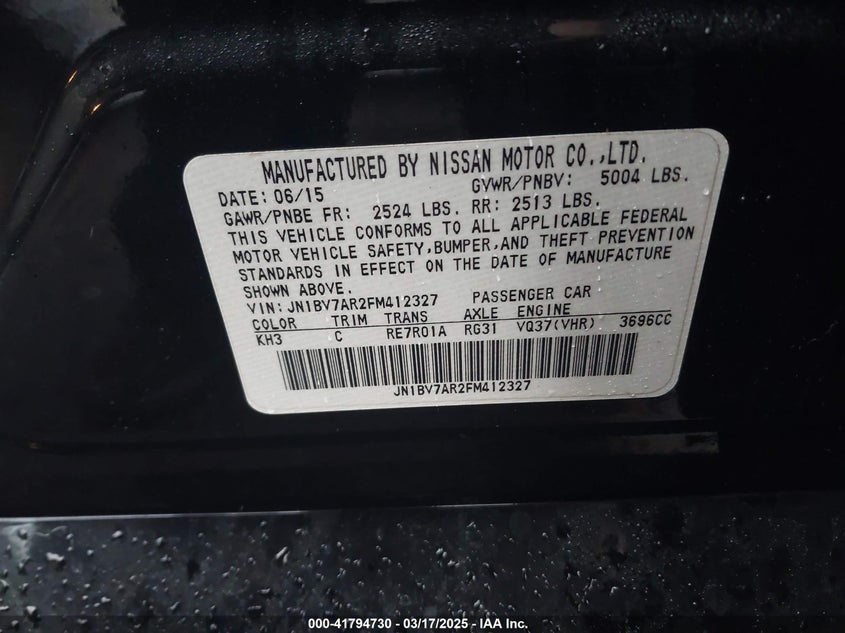 MANUFACTURED BY NISSAN MOTOR CO.,LTD.
DATE: 06/15 GVWR/PNBV: 5004 LBS.
GAWR/PNBE FR: 2524 LBS. RR: 2513 LBS.
THIS VEHICLE CONFORMS TO ALL APPLICABLE FEDERAL
MOTOR VEHICLE SAFETY,BUMPER,AND THEFT PREVENTION
STANDARDS IN EFFECT ON THE DATE OF MANUFACTURE
SHOWN ABOVE.
VIN: JN1BV7AR2FM412327 PASSENGER CAR
COLOR TRIM TRANS AXLE ENGINE
KH3 C RE7R01A RG31 VQ37(VHR) 3696CC
JN1BV7AR2FM412327
000-41794730 - 03/17/2025 - IAA Inc.